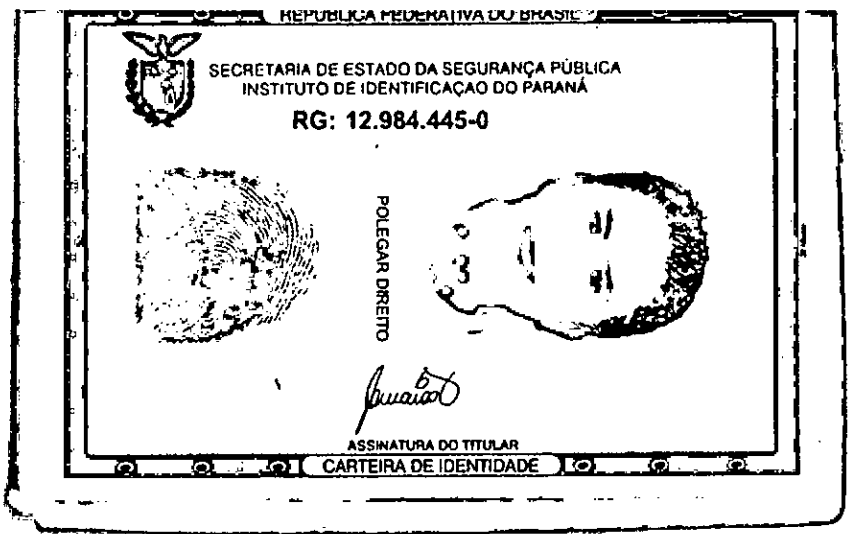 REPÚBLICA FEDERATIVA DO BRASIL
SECRETARIA DE ESTADO DA SEGURANÇA PÚBLICA
INSTITUTO DE IDENTIFICAÇAO DO PARANÁ
RG: 12.984.445-0
POLEGAR DIREITO
ASSINATURA DO TITULAR
CARTEIRA DE IDENTIDADE